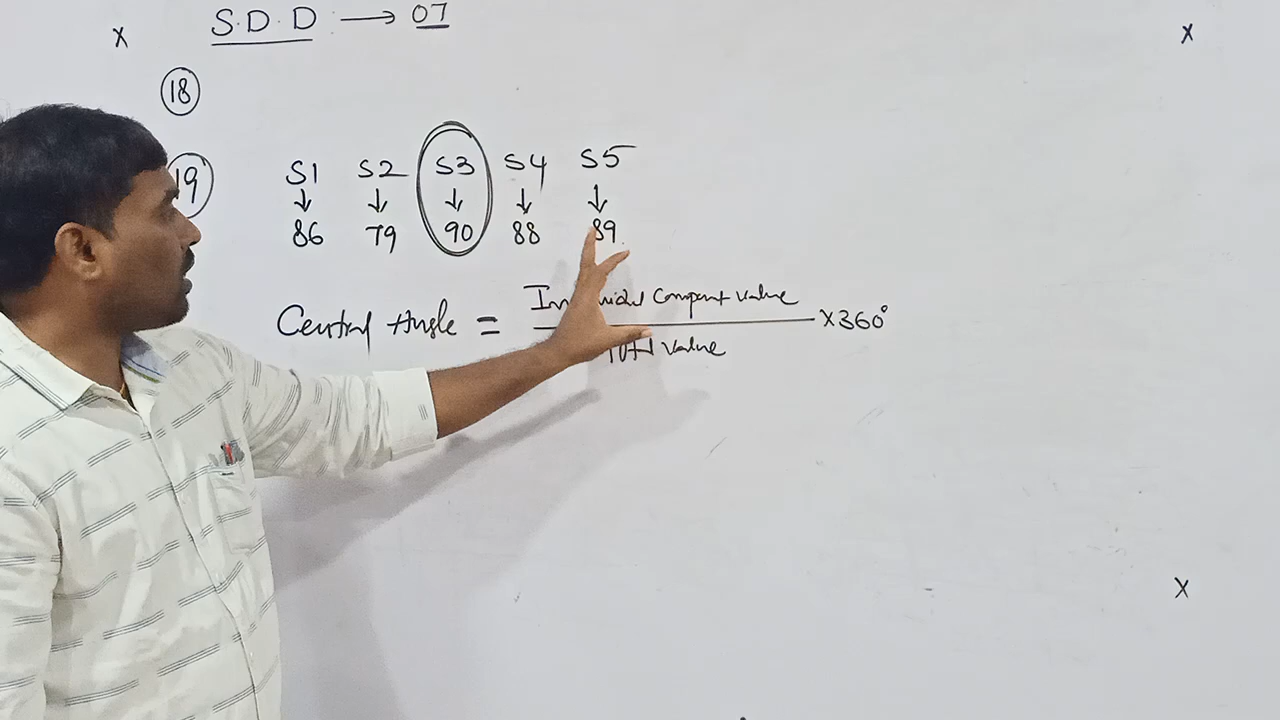 S.D.D → 07
18
19 S1 S2 S3 S4 S5
↓ ↓ ↓ ↓ ↓
86 79 90 88 89
Central Angle = Component value × 360°
Total value